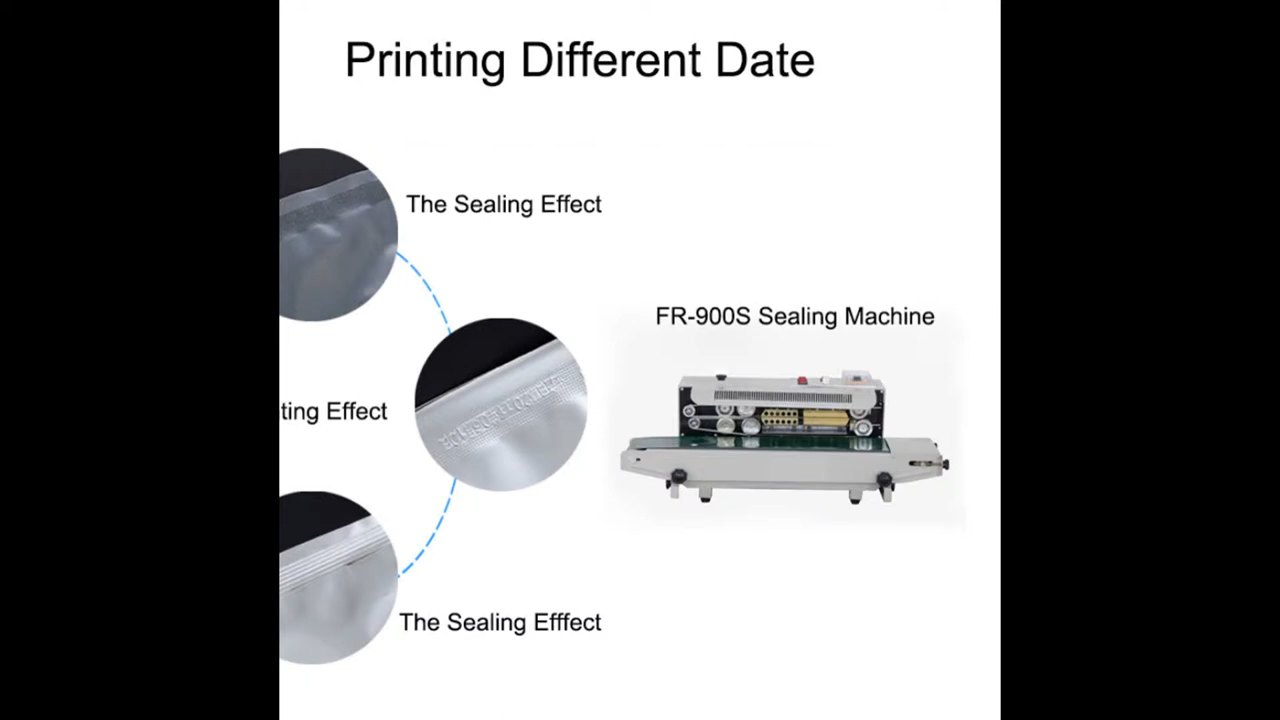 Printing Different Date
The Sealing Effect
FR-900S Sealing Machine
ting Effect
The Sealing Efffect